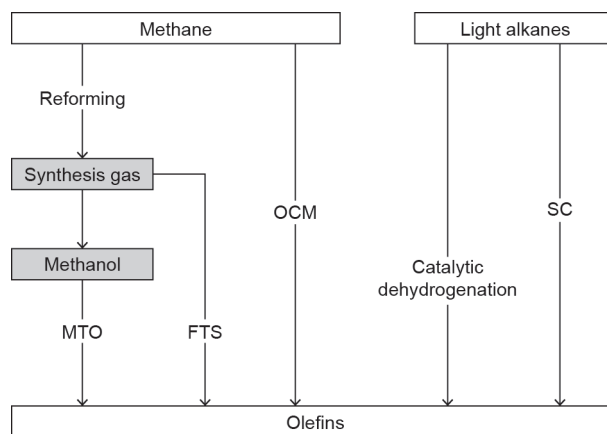 Methane
Light alkanes
Reforming
Synthesis gas
OCM
SC
Methanol
Catalytic
dehydrogenation
MTO
FTS
Olefins